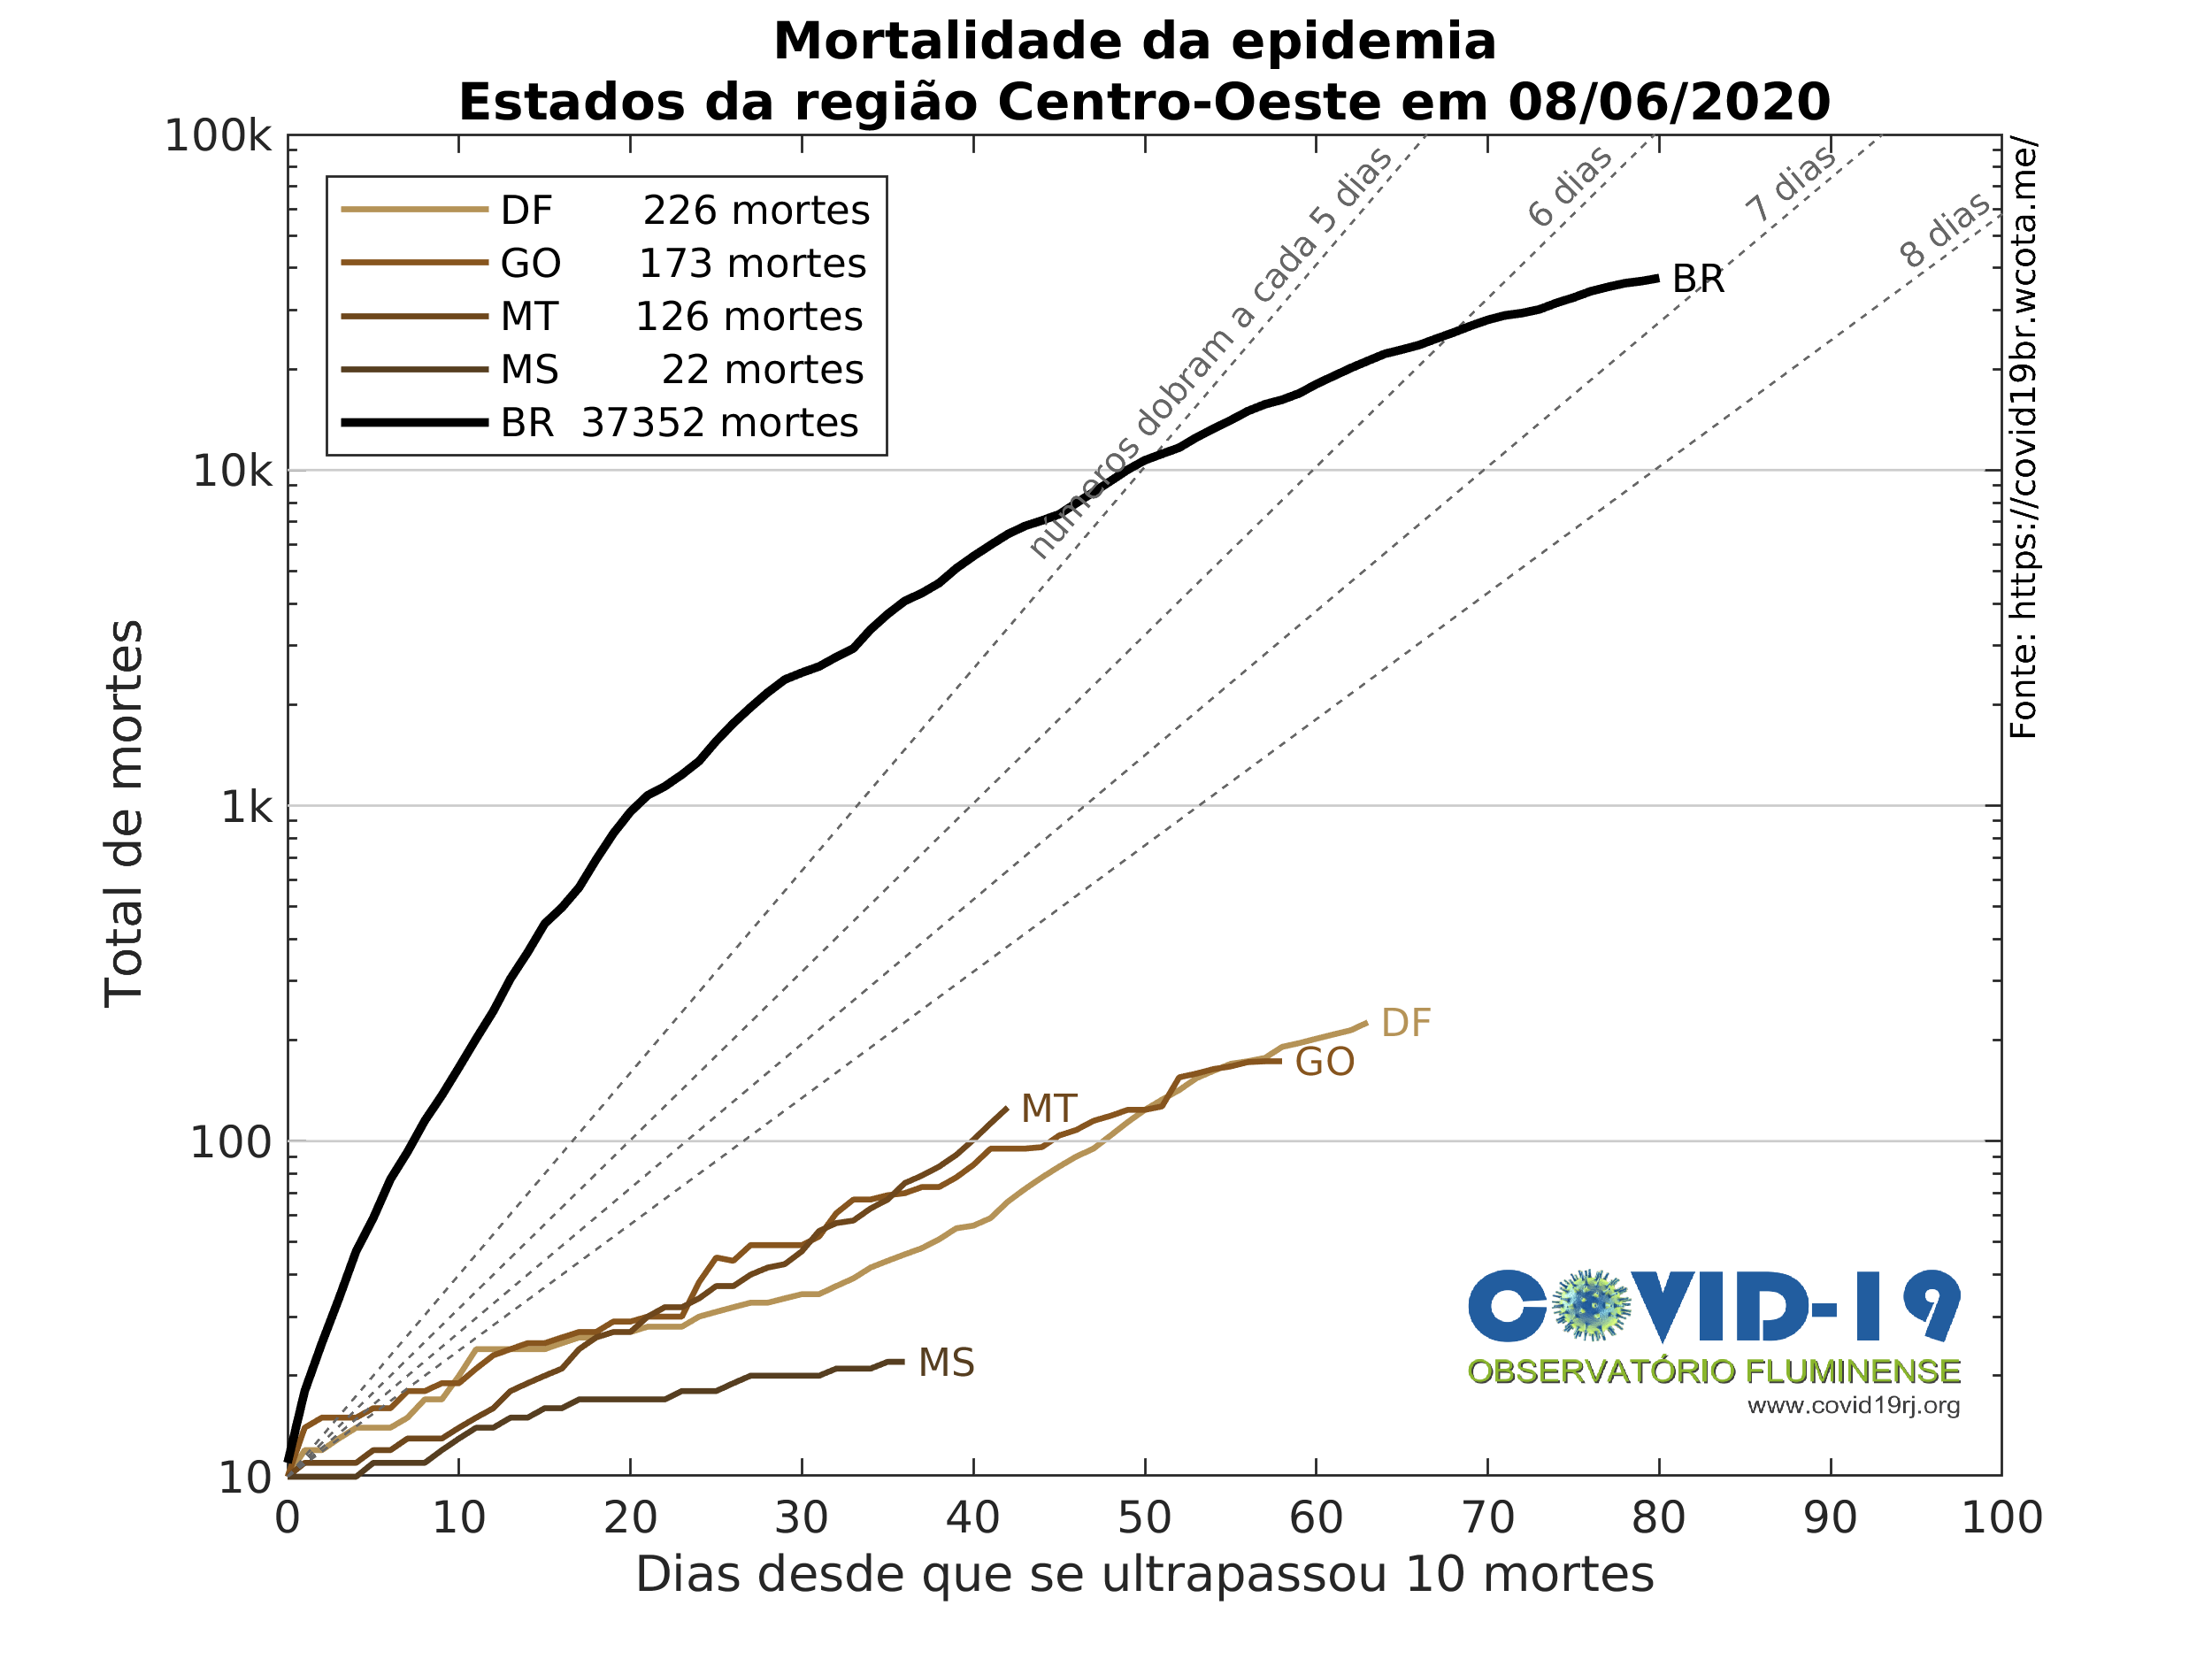 Mortalidade da epidemia
Estados da região Centro-Oeste em 08/06/2020
100k
10k
1k
100
10
Total de mortes
DF 226 mortes
GO 173 mortes
MT 126 mortes
MS 22 mortes
BR 37352 mortes
numeros dobram a cada 5 dias
6 dias
7 dias
8 dias
BR
DF
GO
MT
MS
Fonte: https://covid19br.wcota.me/
COVID-19
OBSERVATÓRIO FLUMINENSE
www.covid19rj.org
0 10 20 30 40 50 60 70 80 90 100
Dias desde que se ultrapassou 10 mortes